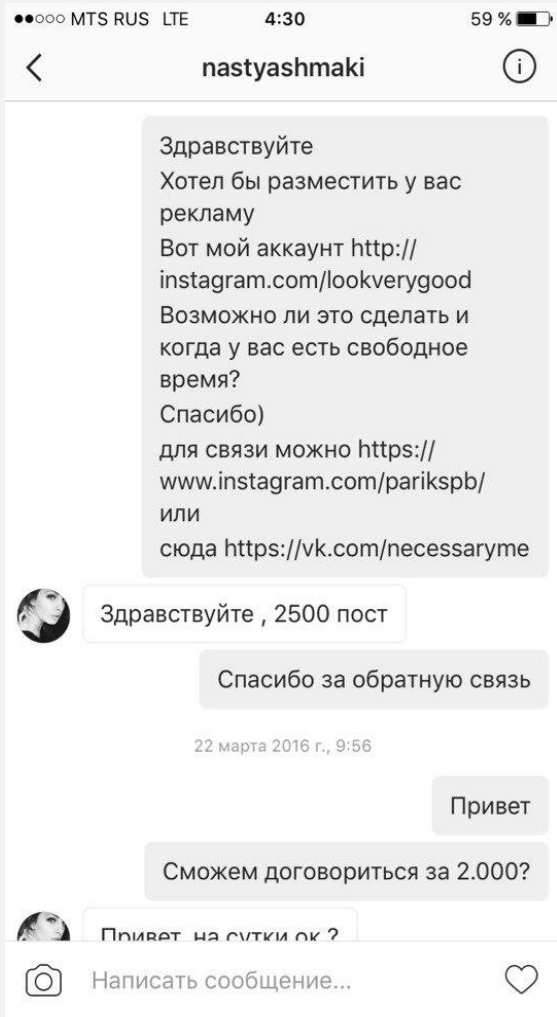 MTS RUS LTE 4:30 59 %
nastyashmaki
Здравствуйте
Хотел бы разместить у вас
рекламу
Вот мой аккаунт http://
instagram.com/lookverygood
Возможно ли это сделать и
когда у вас есть свободное
время?
Спасибо)
для связи можно https://
www.instagram.com/parikspb/
или
сюда https://vk.com/necessaryme
Здравствуйте , 2500 пост
Спасибо за обратную связь
22 марта 2016 г., 9:56
Привет
Сможем договориться за 2.000?
Привет на сутки ок ?
Написать сообщение...